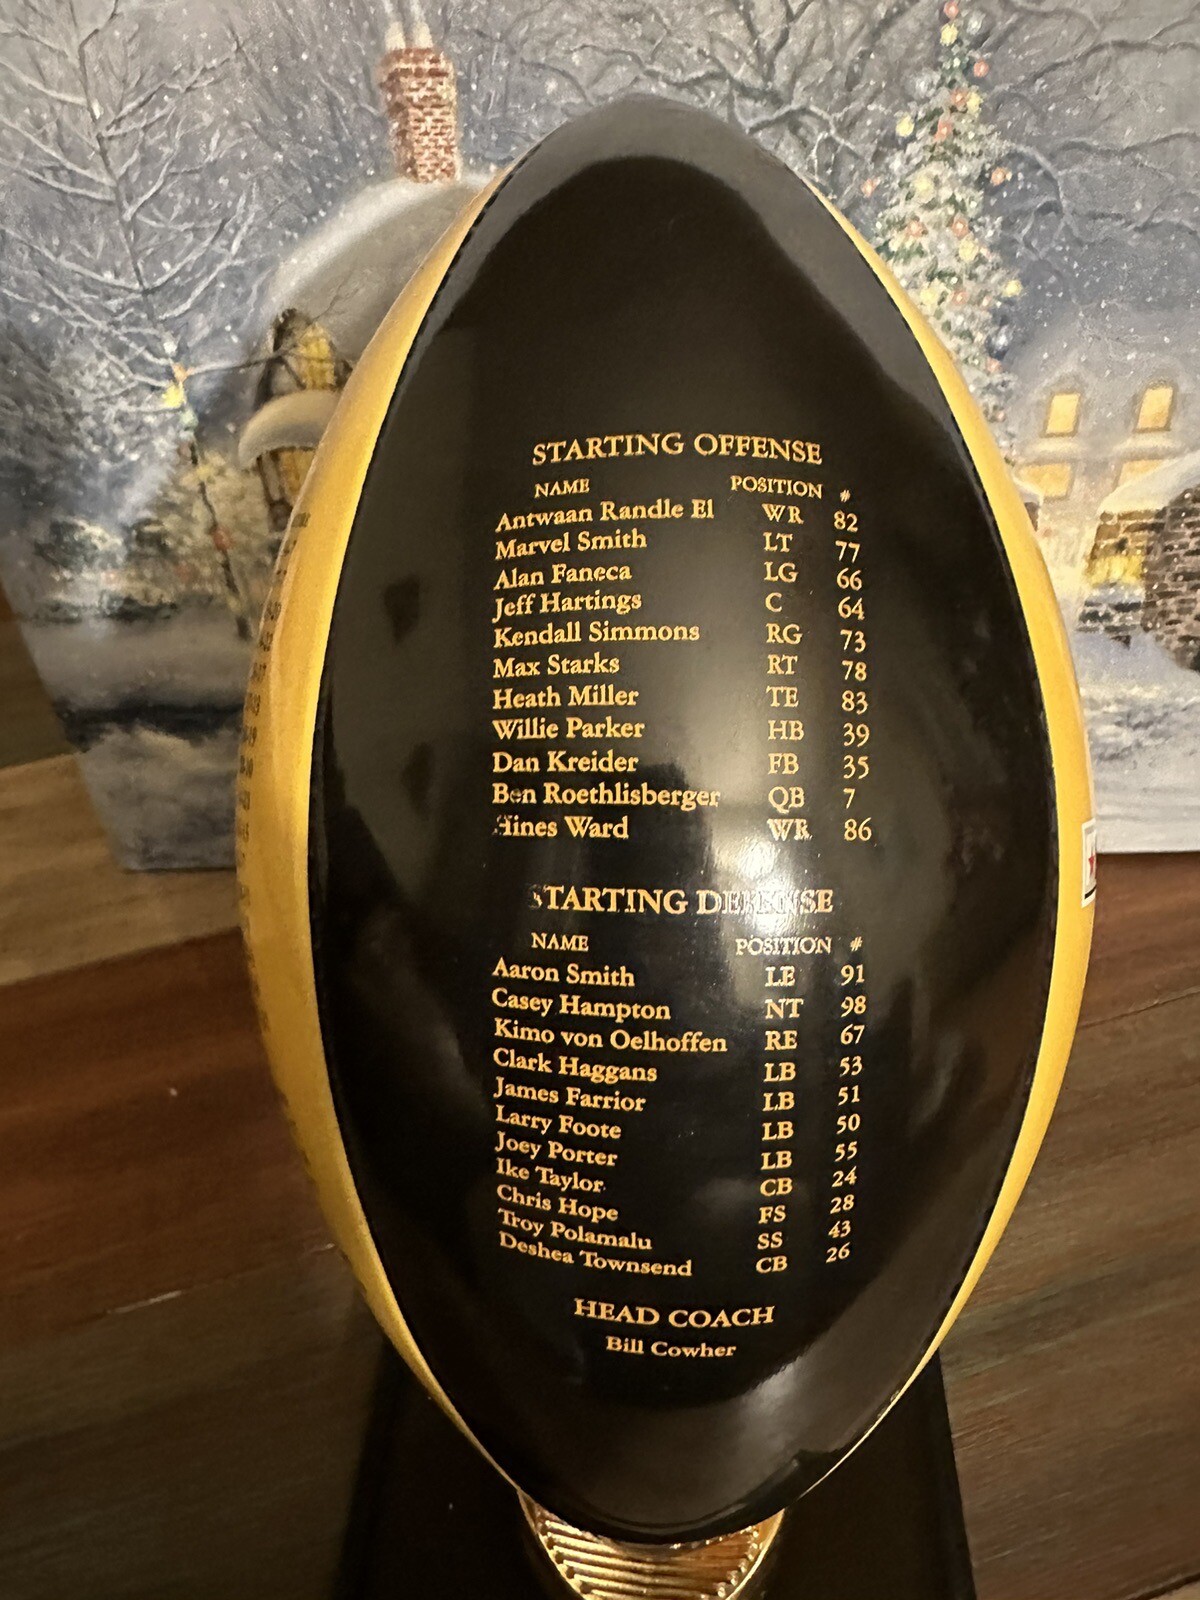 STARTING OFFENSE
NAME POSITION #
Antwaan Randle El WR 82
Marvel Smith LT 77
Alan Faneca LG 66
Jeff Hartings C 64
Kendall Simmons RG 73
Max Starks RT 78
Heath Miller TE 83
Willie Parker HB 39
Dan Kreider FB 35
Ben Roethlisberger QB 7
Hines Ward WR 86
STARTING DEFENSE
NAME POSITION #
Aaron Smith LE 91
Casey Hampton NT 98
Kimo von Oelhoffen RE 67
Clark Haggans LB 53
James Farrior LB 51
Larry Foote LB 50
Joey Porter LB 55
Ike Taylor CB 24
Chris Hope FS 28
Troy Polamalu SS 43
Deshea Townsend CB 26
HEAD COACH
Bill Cowher